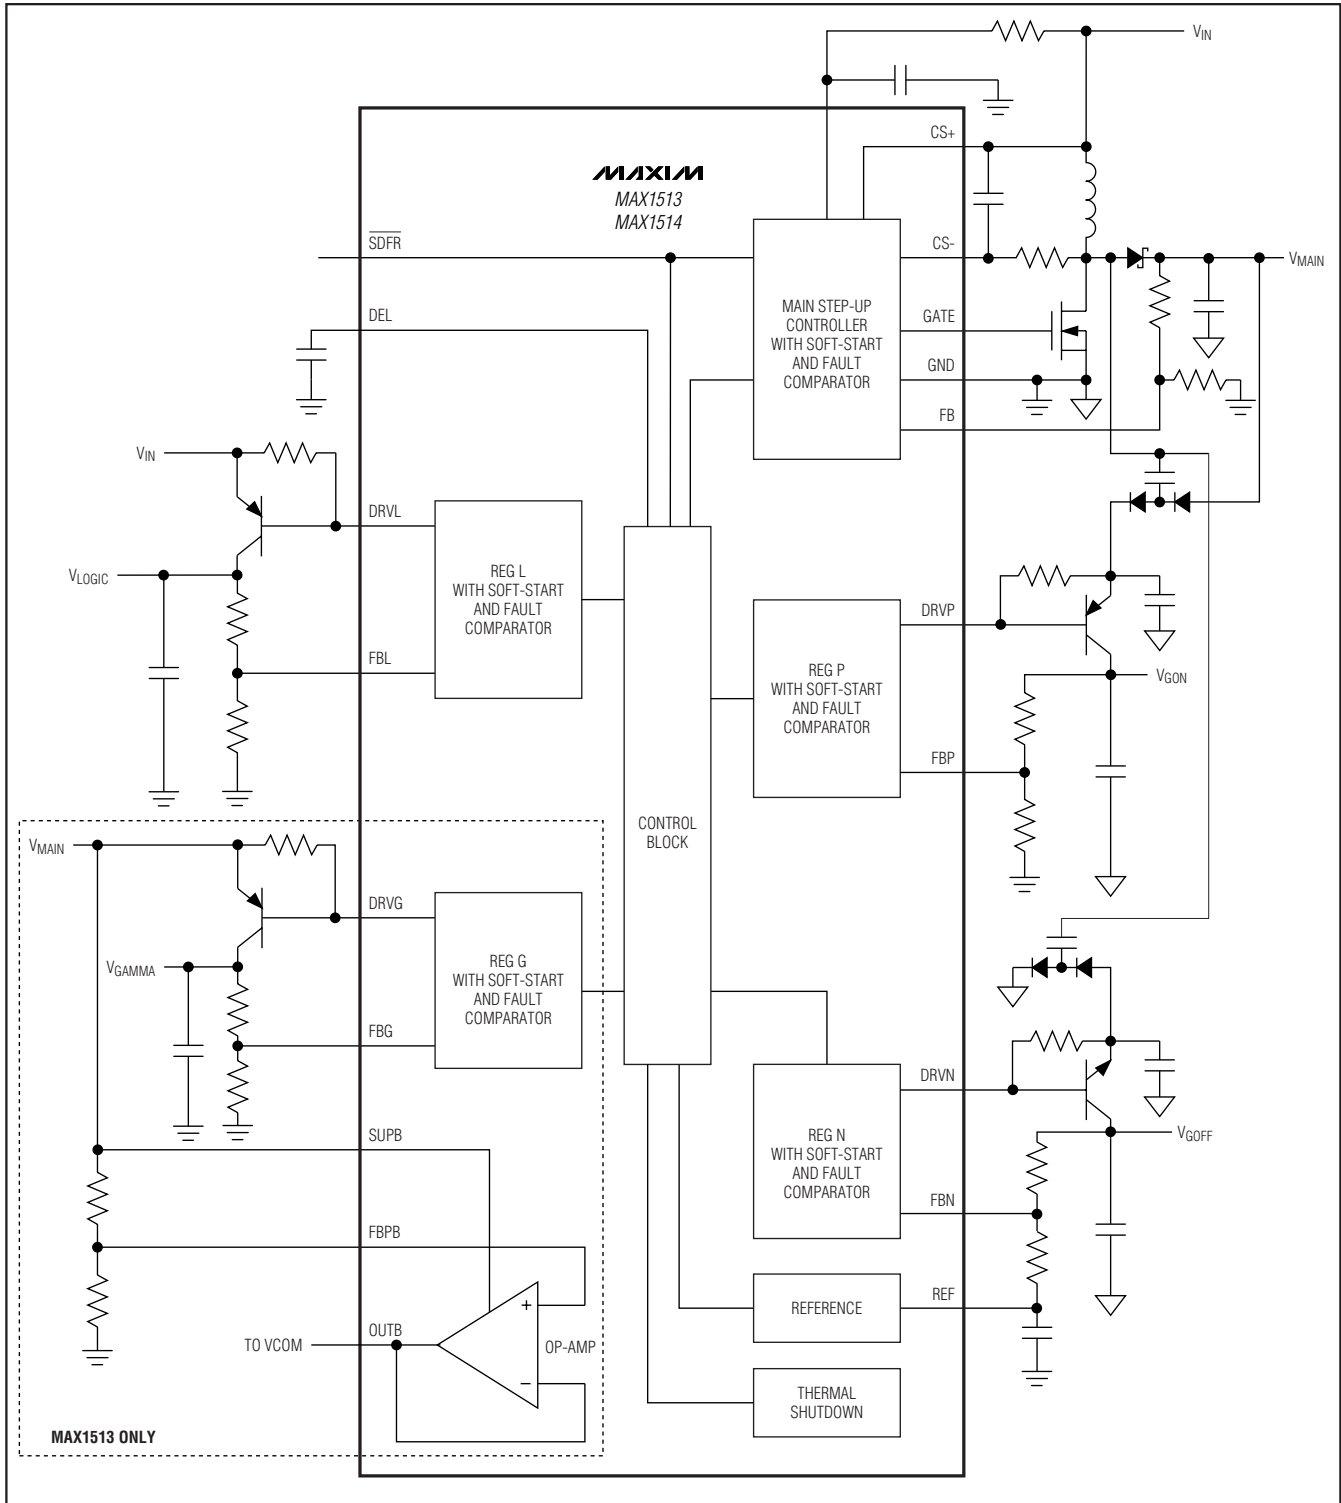 VIN
CS+
MAXIM
MAX1513
MAX1514
SDFR
CS-
VMAIN
MAIN STEP-UP
CONTROLLER
WITH SOFT-START
AND FAULT
COMPARATOR
DEL
GATE
GND
FB
VIN
DRVL
REG L
WITH SOFT-START
AND FAULT
COMPARATOR
VLOGIC
FBL
DRVP
REG P
WITH SOFT-START
AND FAULT
COMPARATOR
VGON
FBP
CONTROL
BLOCK
VMAIN
DRVG
REG G
WITH SOFT-START
AND FAULT
COMPARATOR
VGAMMA
FBG
DRVN
REG N
WITH SOFT-START
AND FAULT
COMPARATOR
VGOFF
FBN
SUPB
FBPB
REFERENCE
REF
+
OP-AMP
−
OUTB
TO VCOM
THERMAL
SHUTDOWN
MAX1513 ONLY